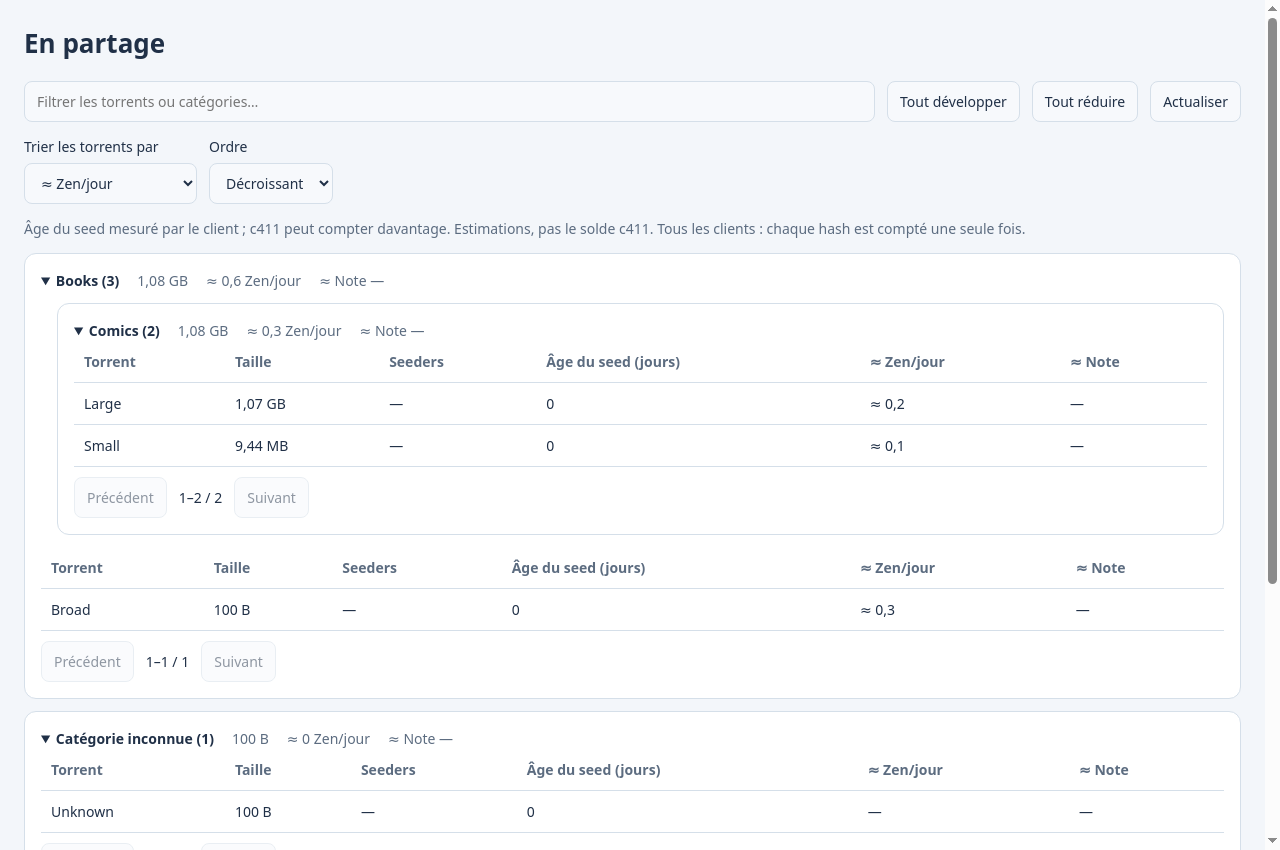 En partage
Filtrer les torrents ou catégories…
Tout développer
Tout réduire
Actualiser
Trier les torrents par
Ordre
≈ Zen/jour
Décroissant
Âge du seed mesuré par le client ; c411 peut compter davantage. Estimations, pas le solde c411. Tous les clients : chaque hash est compté une seule fois.
Books (3) 1,08 GB ≈ 0,6 Zen/jour ≈ Note —
Comics (2) 1,08 GB ≈ 0,3 Zen/jour ≈ Note —
Torrent Taille Seeders Âge du seed (jours) ≈ Zen/jour ≈ Note
Large 1,07 GB — 0 ≈ 0,2 —
Small 9,44 MB — 0 ≈ 0,1 —
Précédent 1–2 / 2 Suivant
Torrent Taille Seeders Âge du seed (jours) ≈ Zen/jour ≈ Note
Broad 100 B — 0 ≈ 0,3 —
Précédent 1–1 / 1 Suivant
Catégorie inconnue (1) 100 B ≈ 0 Zen/jour ≈ Note —
Torrent Taille Seeders Âge du seed (jours) ≈ Zen/jour ≈ Note
Unknown 100 B — 0 — —